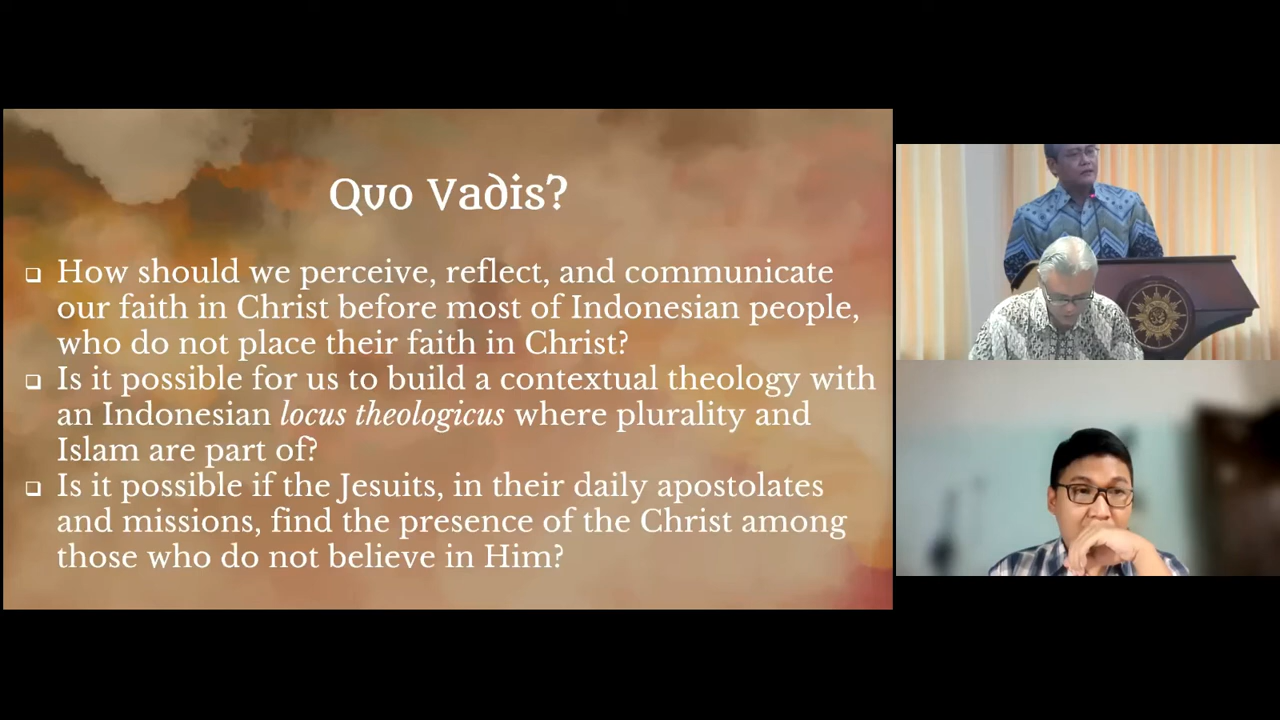 Quo Vadis?
How should we perceive, reflect, and communicate
our faith in Christ before most of Indonesian people,
who do not place their faith in Christ?
Is it possible for us to build a contextual theology with
an Indonesian locus theologicus where plurality and
Islam are part of?
Is it possible if the Jesuits, in their daily apostolates
and missions, find the presence of the Christ among
those who do not believe in Him?